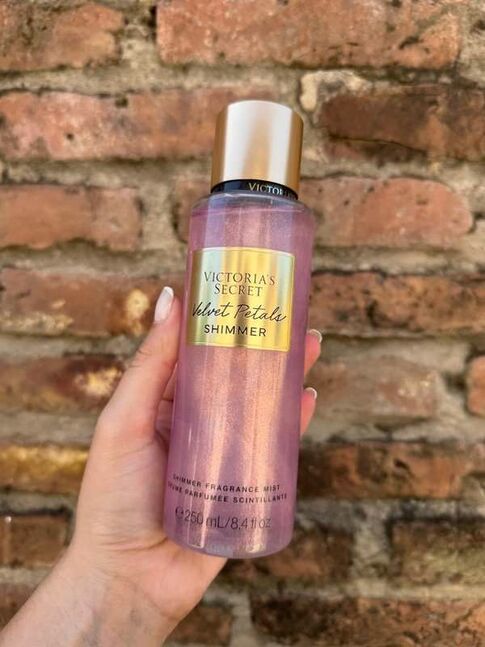 VICTOR
VICTORIA'S
SECRET
Velvet Petals
SHIMMER
SHIMMER FRAGRANCE MIST
BRUME PARFUMÉE SCINTILLANTE
℮250 mL/8,4 fl oz